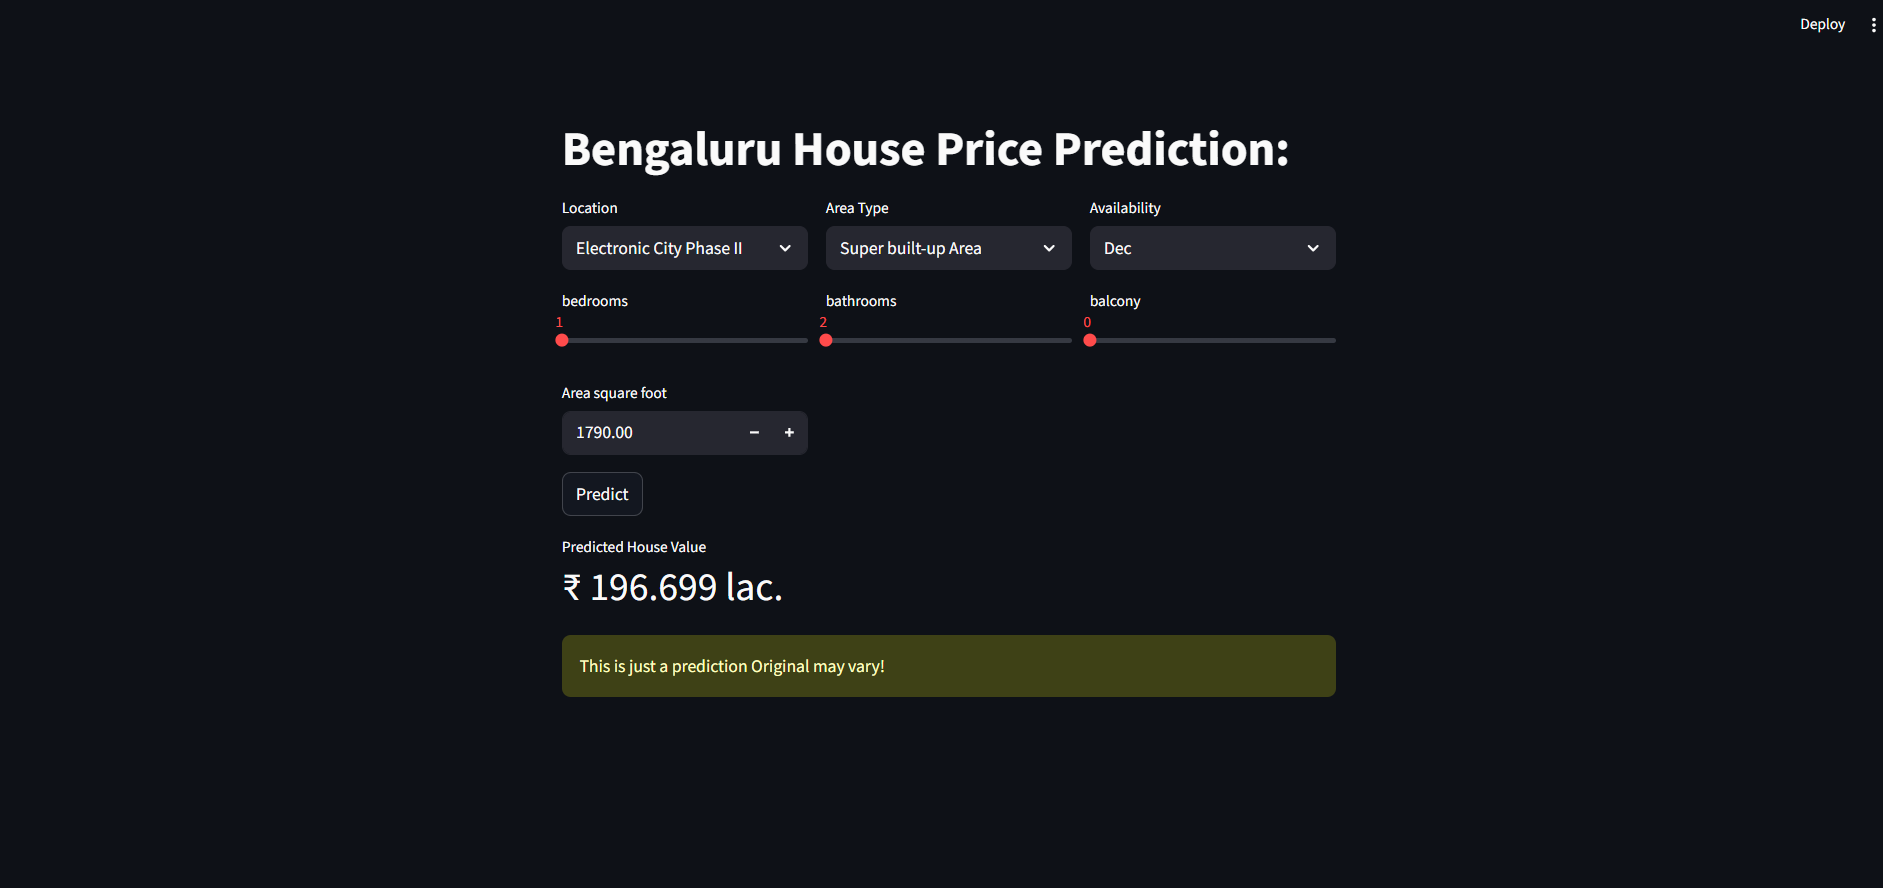 Deploy
Bengaluru House Price Prediction:
Location Area Type Availability
Electronic City Phase II Super built-up Area Dec
bedrooms bathrooms balcony
1 2 0
Area square foot
1790.00 − +
Predict
Predicted House Value
₹ 196.699 lac.
This is just a prediction Original may vary!